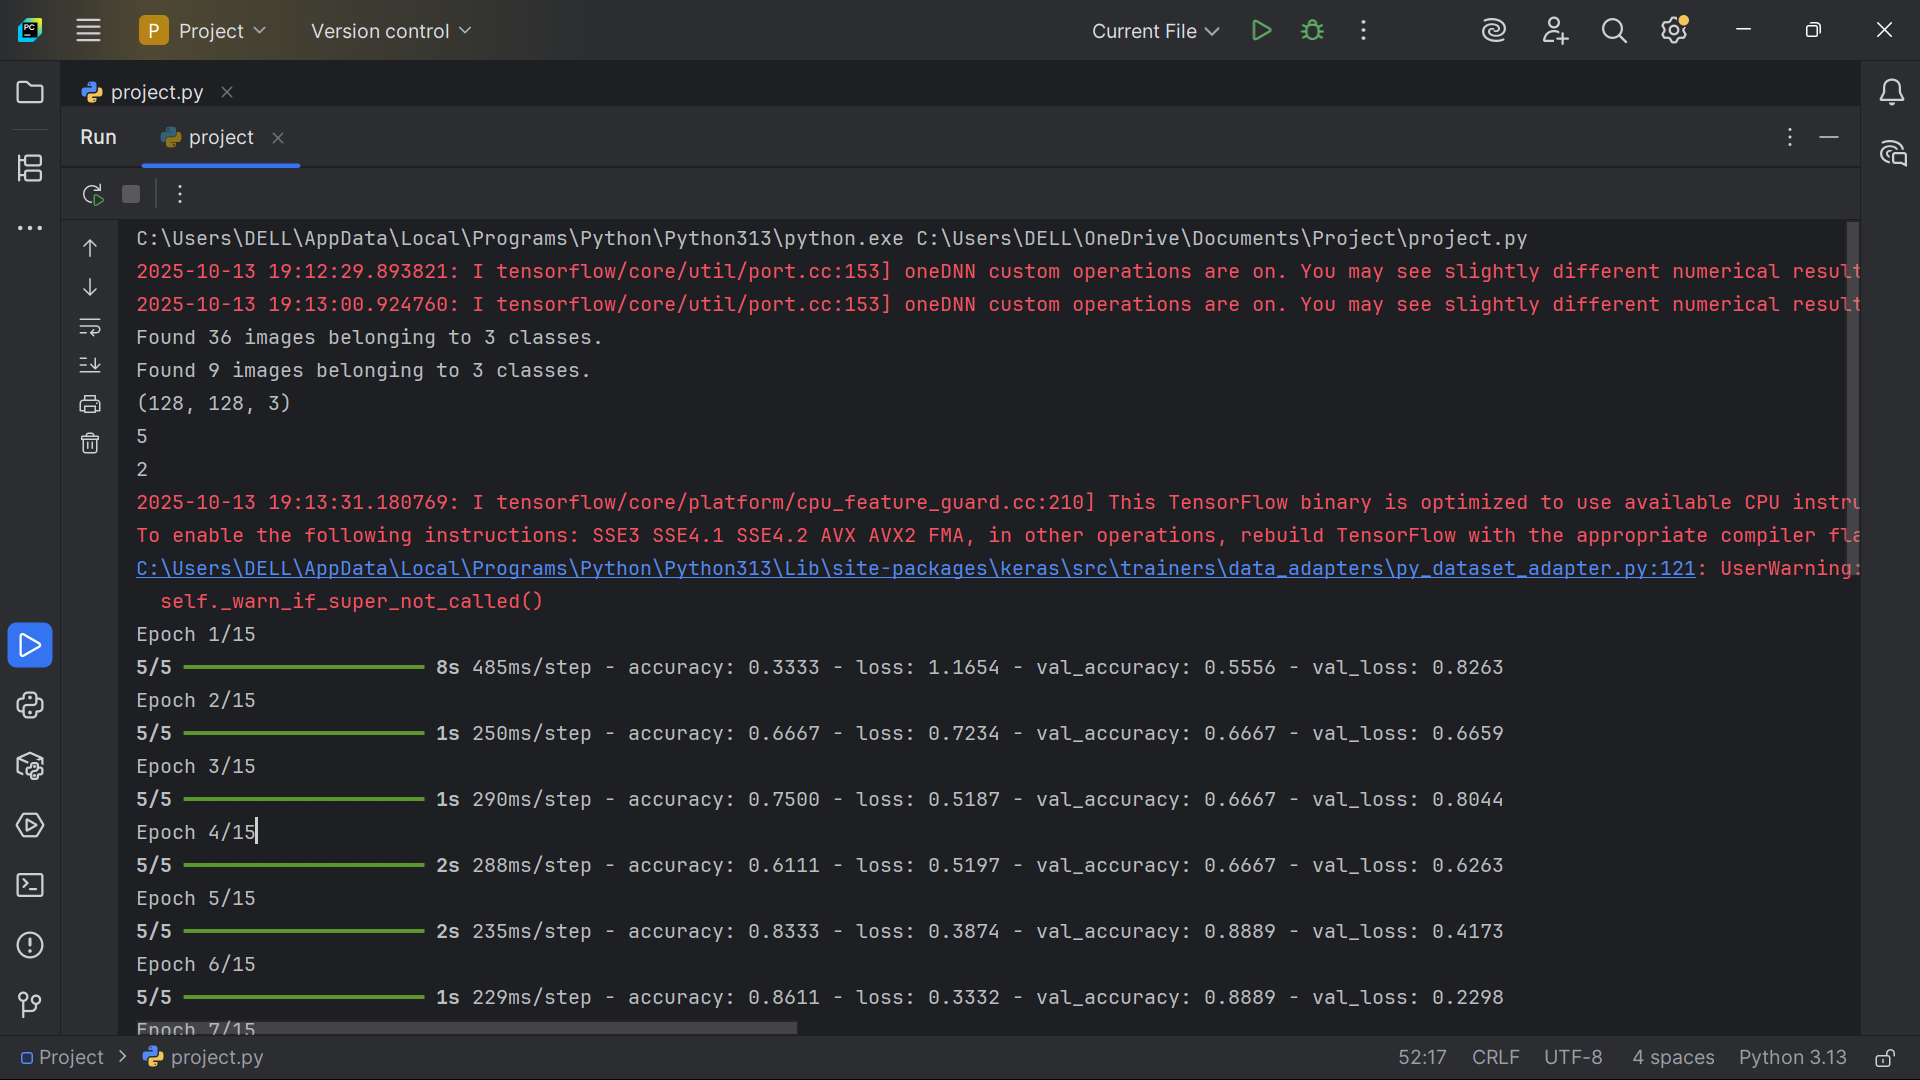 P Project Version control Current File
project.py
Run project
C:\Users\DELL\AppData\Local\Programs\Python\Python313\python.exe C:\Users\DELL\OneDrive\Documents\Project\project.py
2025-10-13 19:12:29.893821: I tensorflow/core/util/port.cc:153] oneDNN custom operations are on. You may see slightly different numerical result
2025-10-13 19:13:00.924760: I tensorflow/core/util/port.cc:153] oneDNN custom operations are on. You may see slightly different numerical result
Found 36 images belonging to 3 classes.
Found 9 images belonging to 3 classes.
(128, 128, 3)
5
2
2025-10-13 19:13:31.180769: I tensorflow/core/platform/cpu_feature_guard.cc:210] This TensorFlow binary is optimized to use available CPU instru
To enable the following instructions: SSE3 SSE4.1 SSE4.2 AVX AVX2 FMA, in other operations, rebuild TensorFlow with the appropriate compiler fla
C:\Users\DELL\AppData\Local\Programs\Python\Python313\Lib\site-packages\keras\src\trainers\data_adapters\py_dataset_adapter.py:121: UserWarning:
self._warn_if_super_not_called()
Epoch 1/15
5/5 8s 485ms/step - accuracy: 0.3333 - loss: 1.1654 - val_accuracy: 0.5556 - val_loss: 0.8263
Epoch 2/15
5/5 1s 250ms/step - accuracy: 0.6667 - loss: 0.7234 - val_accuracy: 0.6667 - val_loss: 0.6659
Epoch 3/15
5/5 1s 290ms/step - accuracy: 0.7500 - loss: 0.5187 - val_accuracy: 0.6667 - val_loss: 0.8044
Epoch 4/15
5/5 2s 288ms/step - accuracy: 0.6111 - loss: 0.5197 - val_accuracy: 0.6667 - val_loss: 0.6263
Epoch 5/15
5/5 2s 235ms/step - accuracy: 0.8333 - loss: 0.3874 - val_accuracy: 0.8889 - val_loss: 0.4173
Epoch 6/15
5/5 1s 229ms/step - accuracy: 0.8611 - loss: 0.3332 - val_accuracy: 0.8889 - val_loss: 0.2298
Epoch 7/15
Project > project.py 52:17 CRLF UTF-8 4 spaces Python 3.13